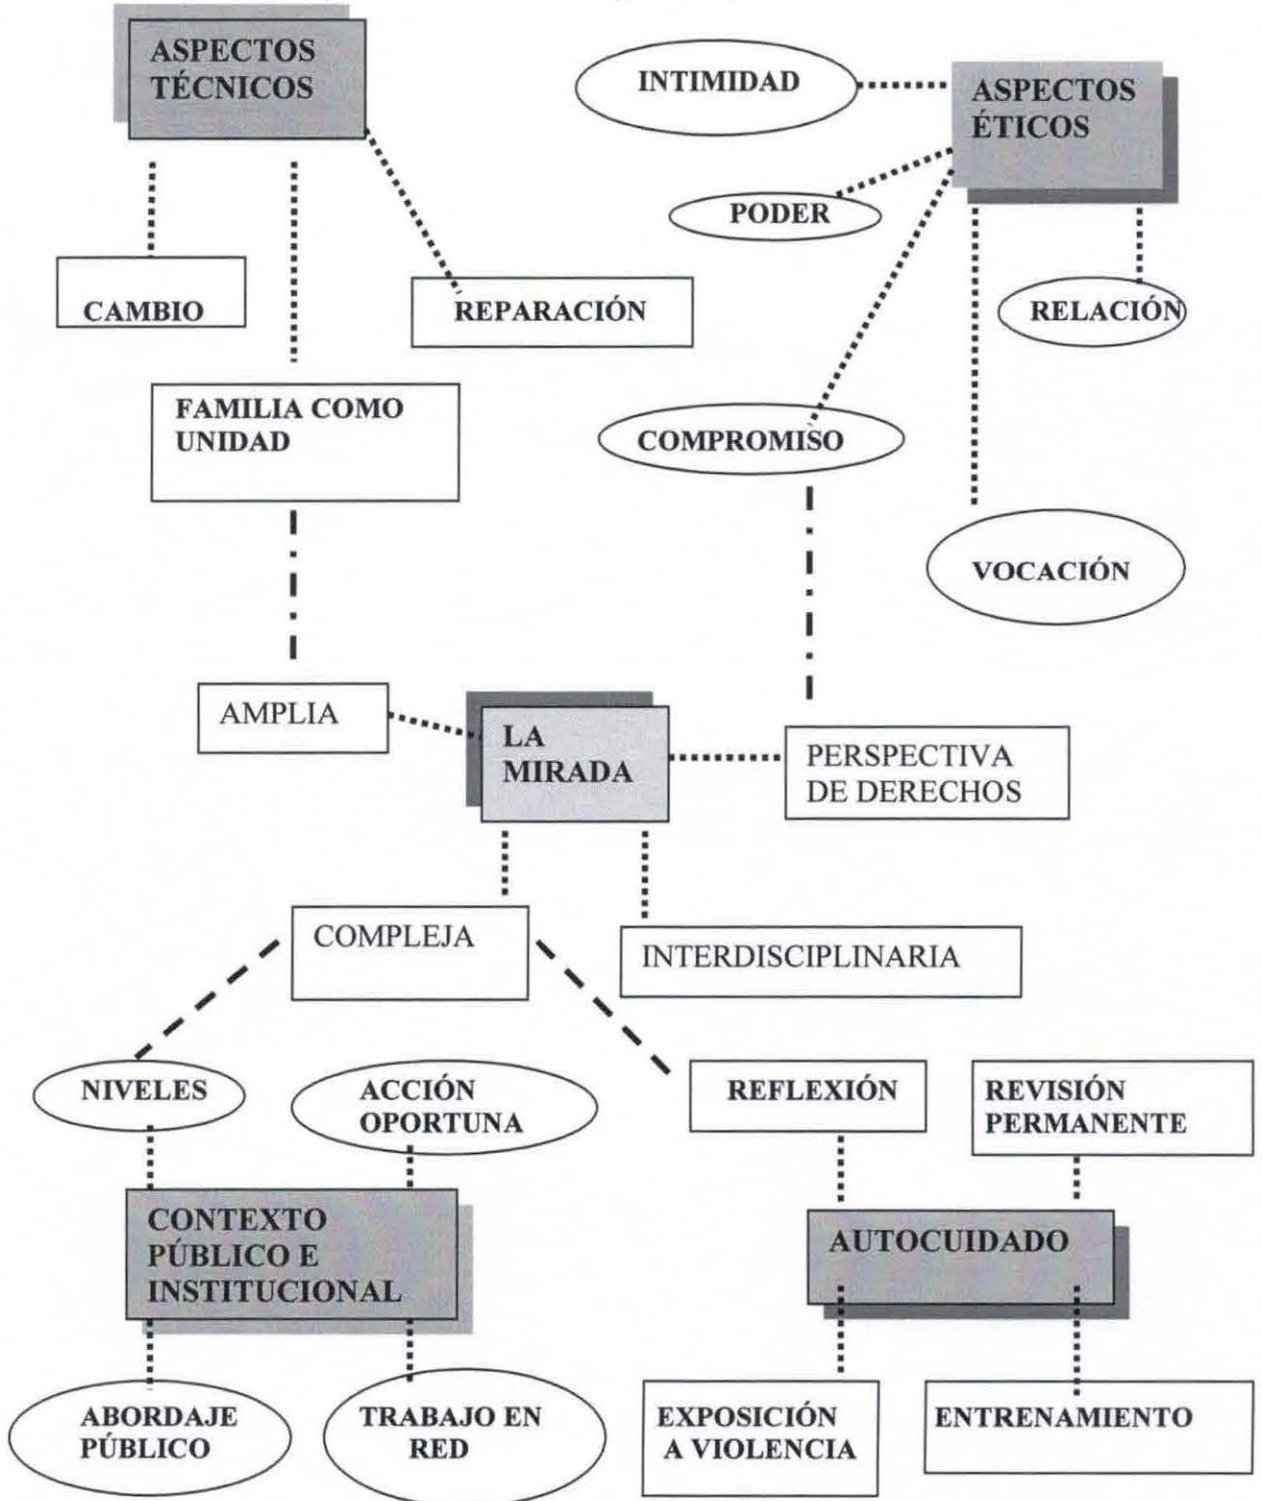 ASPECTOS
TÉCNICOS
INTIMIDAD
ASPECTOS
ÉTICOS
PODER
CAMBIO
REPARACIÓN
RELACIÓN
FAMILIA COMO
UNIDAD
COMPROMISO
VOCACIÓN
AMPLIA
LA
MIRADA
PERSPECTIVA
DE DERECHOS
COMPLEJA
INTERDISCIPLINARIA
NIVELES
ACCIÓN
OPORTUNA
REFLEXIÓN
REVISIÓN
PERMANENTE
CONTEXTO
PÚBLICO E
INSTITUCIONAL
AUTOCUIDADO
ABORDAJE
PÚBLICO
TRABAJO EN
RED
EXPOSICIÓN
A VIOLENCIA
ENTRENAMIENTO